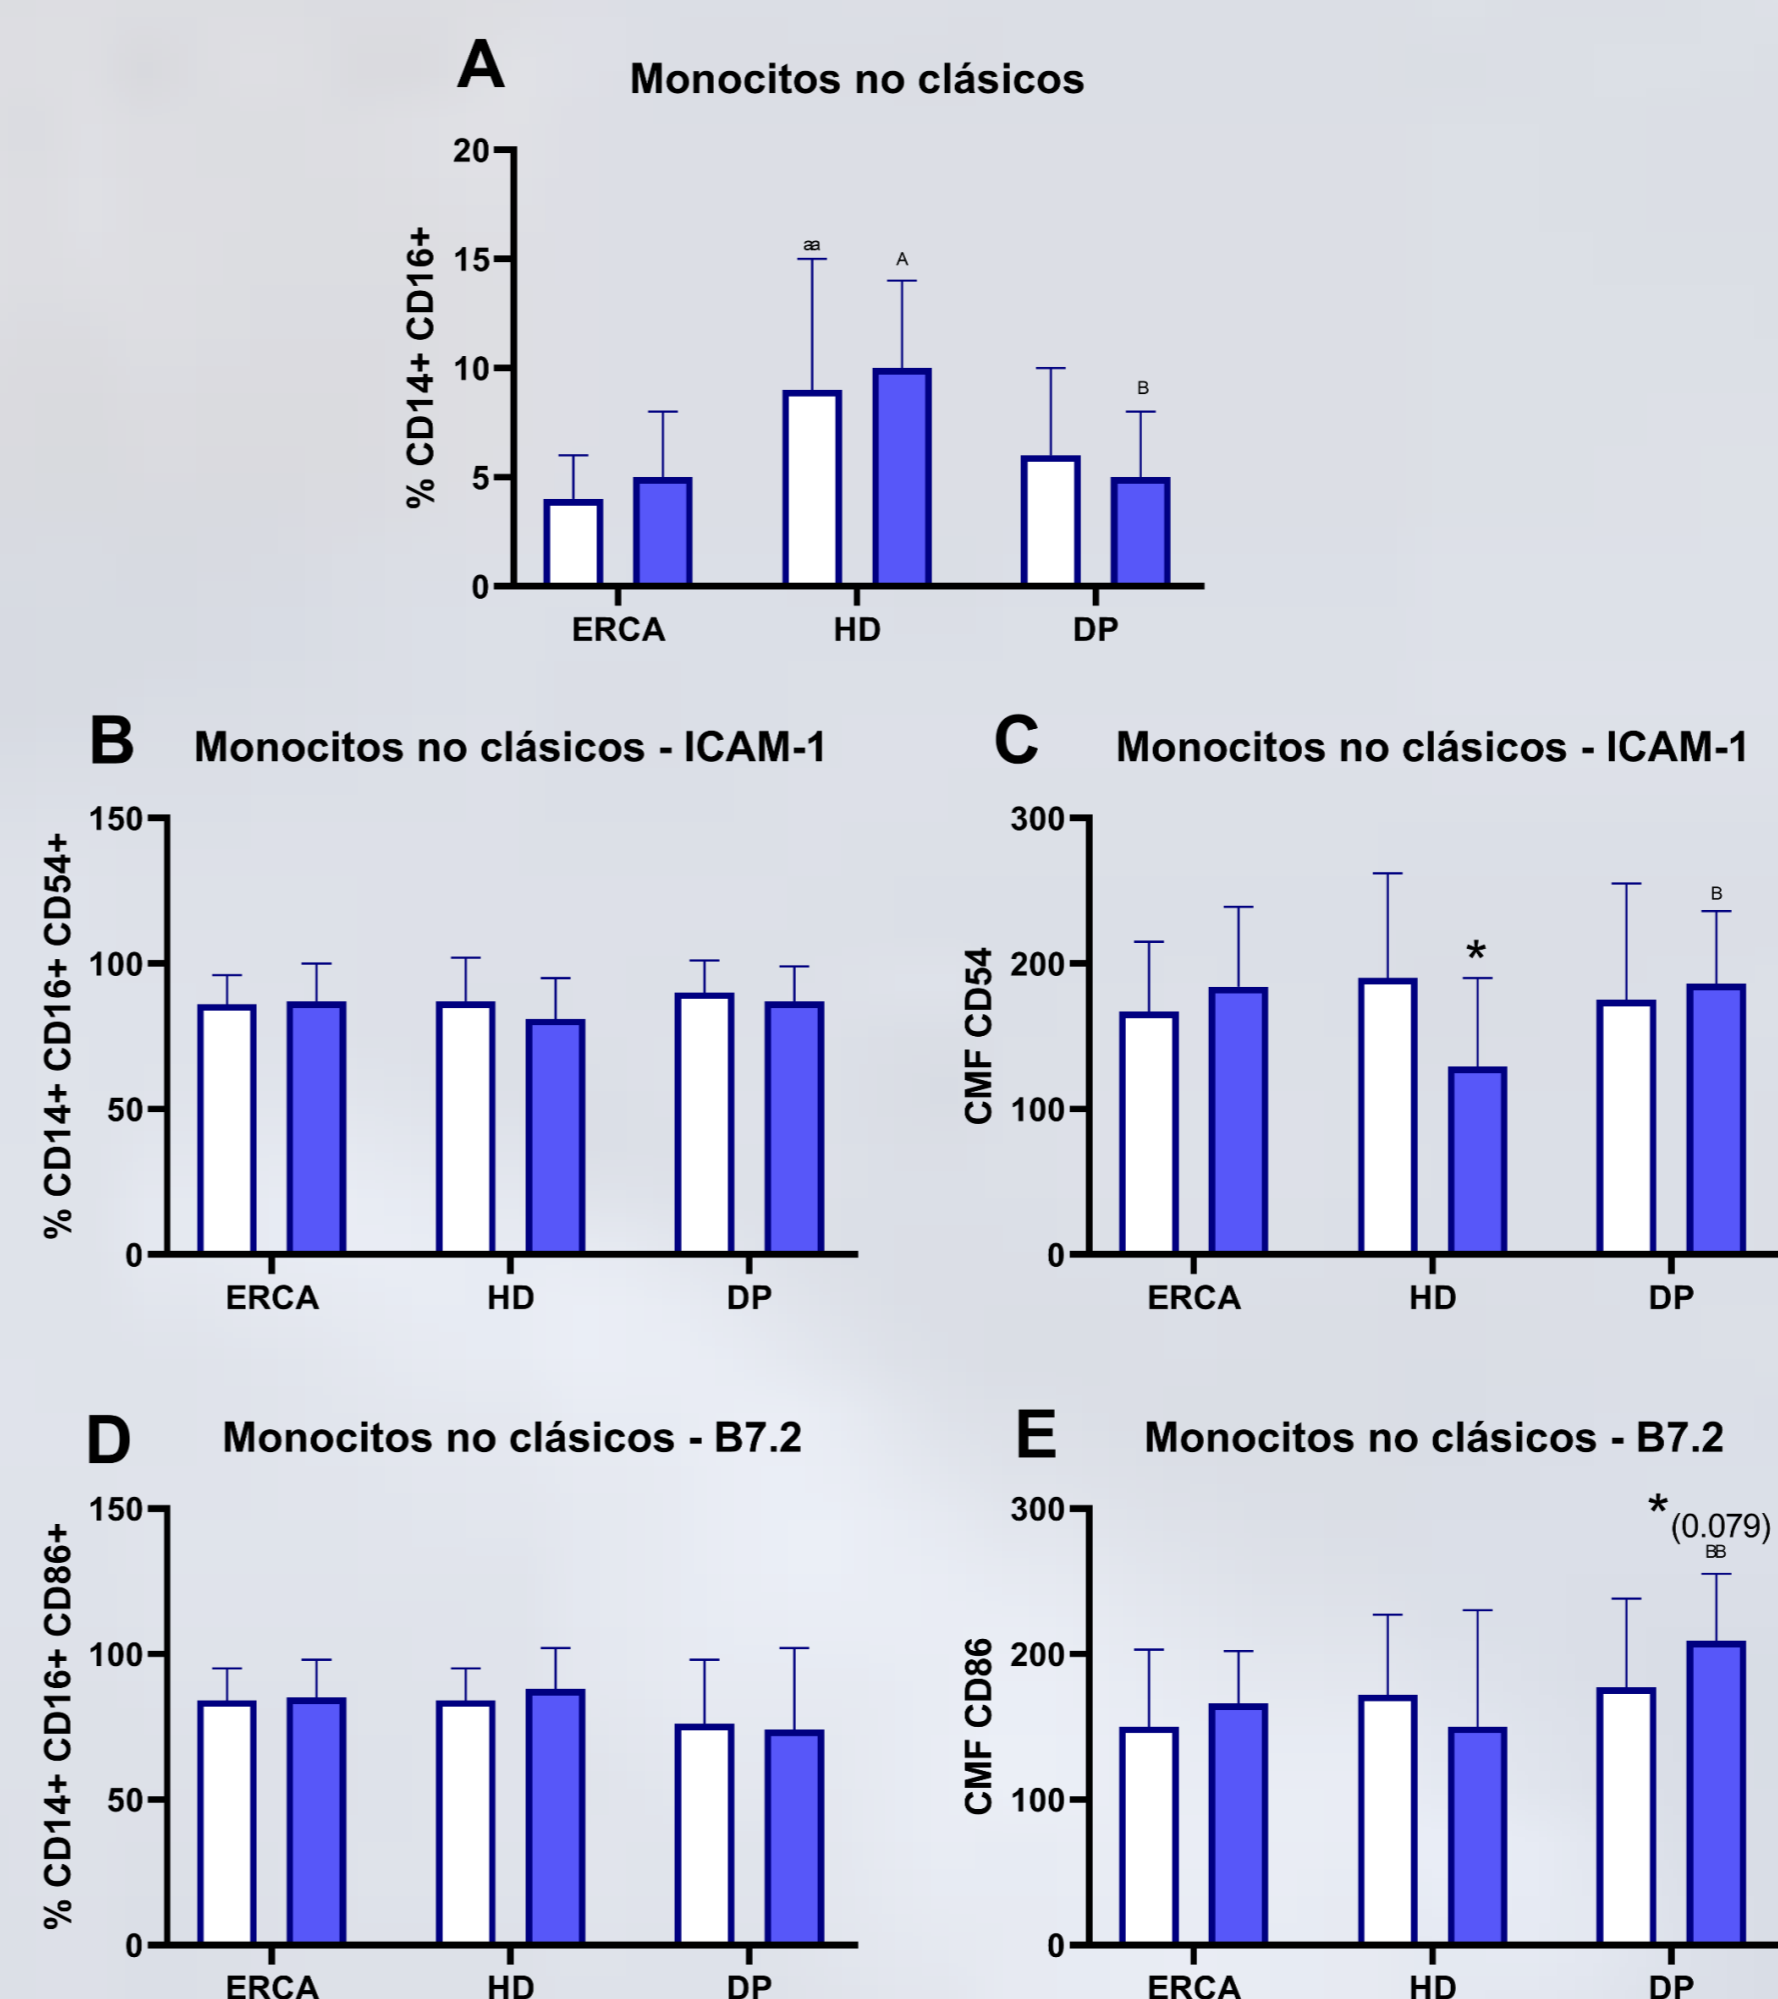 A
Monocitos no clásicos
% CD14+ CD16+
20
15
10
5
0
aa
A
B
ERCA
HD
DP
B
Monocitos no clásicos - ICAM-1
% CD14+ CD16+ CD54+
150
100
50
0
ERCA
HD
DP
C
Monocitos no clásicos - ICAM-1
CMF CD54
300
200
100
0
*
B
ERCA
HD
DP
D
Monocitos no clásicos - B7.2
% CD14+ CD16+ CD86+
150
100
50
0
ERCA
HD
DP
E
Monocitos no clásicos - B7.2
CMF CD86
300
200
100
0
*(0.079)
BB
ERCA
HD
DP